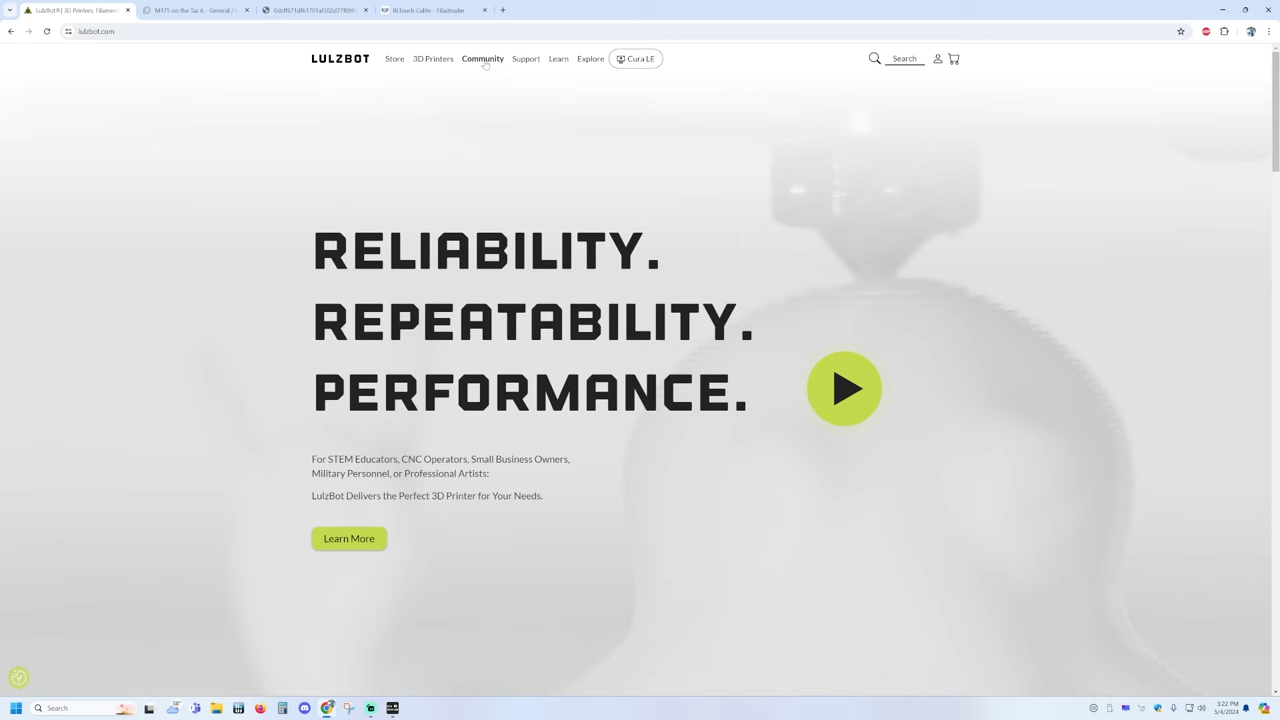 LulzBot® | 3D Printers, Filament
M175 on the Taz 6 - General /
BLTouch Cable - Filastruder
lulzbot.com
LULZBOT Store 3D Printers Community Support Learn Explore Cura LE Search
RELIABILITY.
REPEATABILITY.
PERFORMANCE.
For STEM Educators, CNC Operators, Small Business Owners,
Military Personnel, or Professional Artists:
LulzBot Delivers the Perfect 3D Printer for Your Needs.
Learn More
Search
58°
3:22 PM
5/4/2024